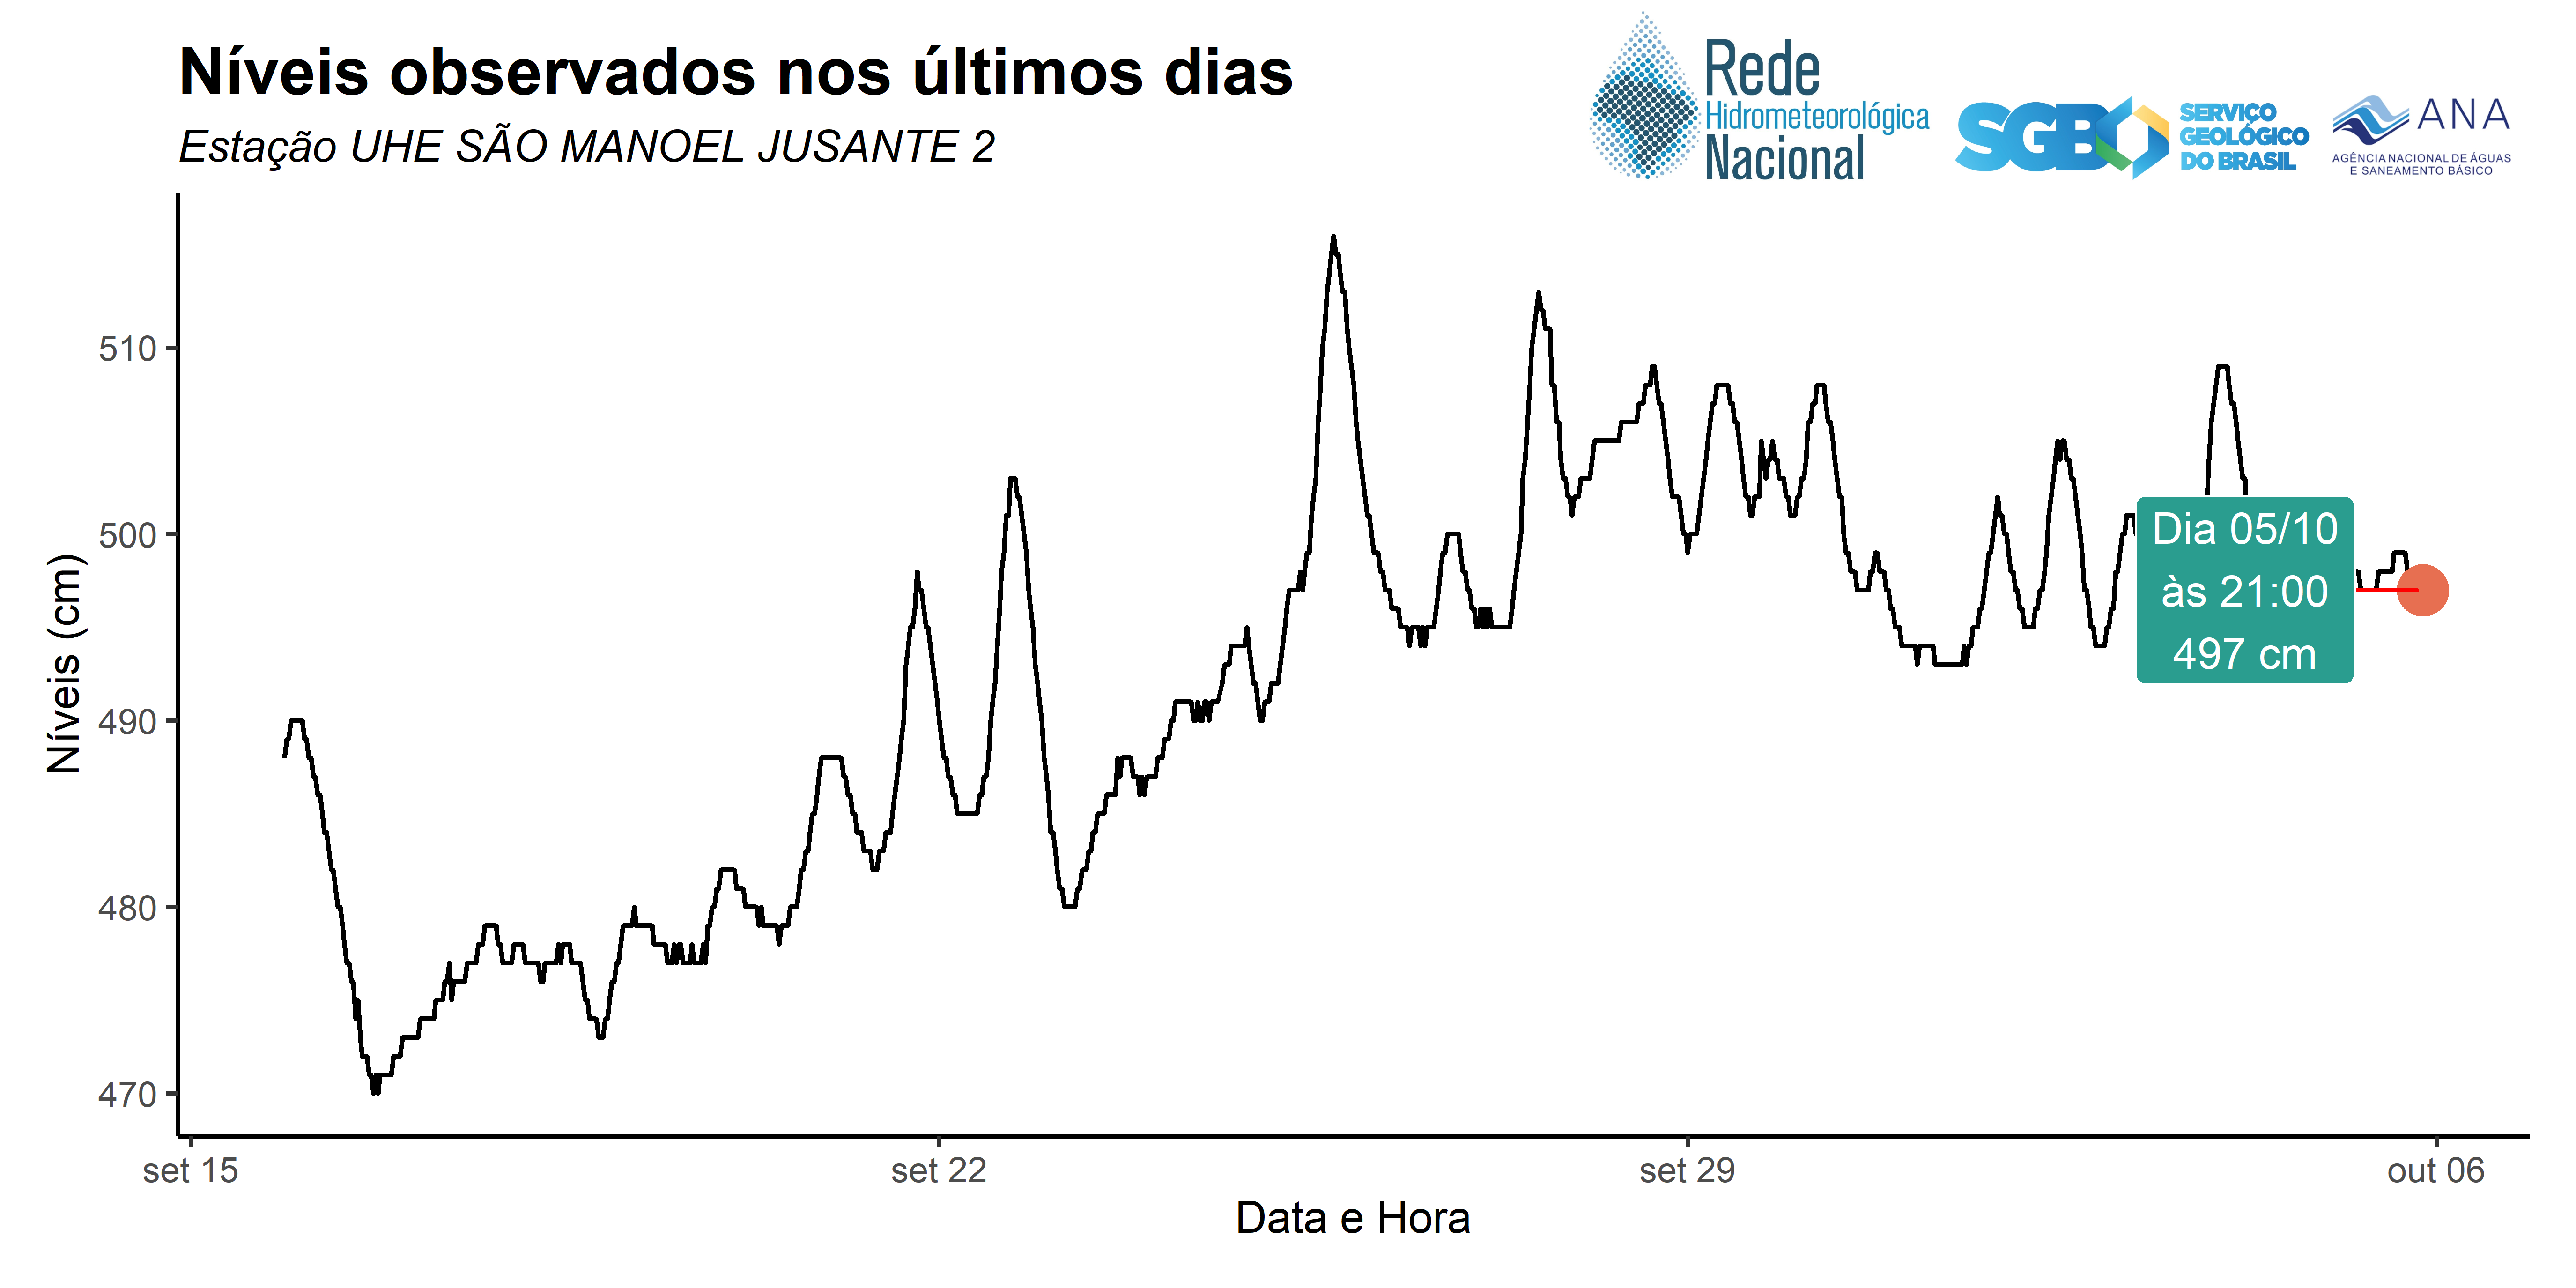 Níveis observados nos últimos dias
Estação UHE SÃO MANOEL JUSANTE 2
Rede
Hidrometeorológica
Nacional
SGB
SERVIÇO
GEOLÓGICO
DO BRASIL
ANA
AGÊNCIA NACIONAL DE ÁGUAS
E SANEAMENTO BÁSICO
Níveis (cm)
510
500
490
480
470
Dia 05/10
às 21:00
497 cm
set 15
set 22
set 29
out 06
Data e Hora